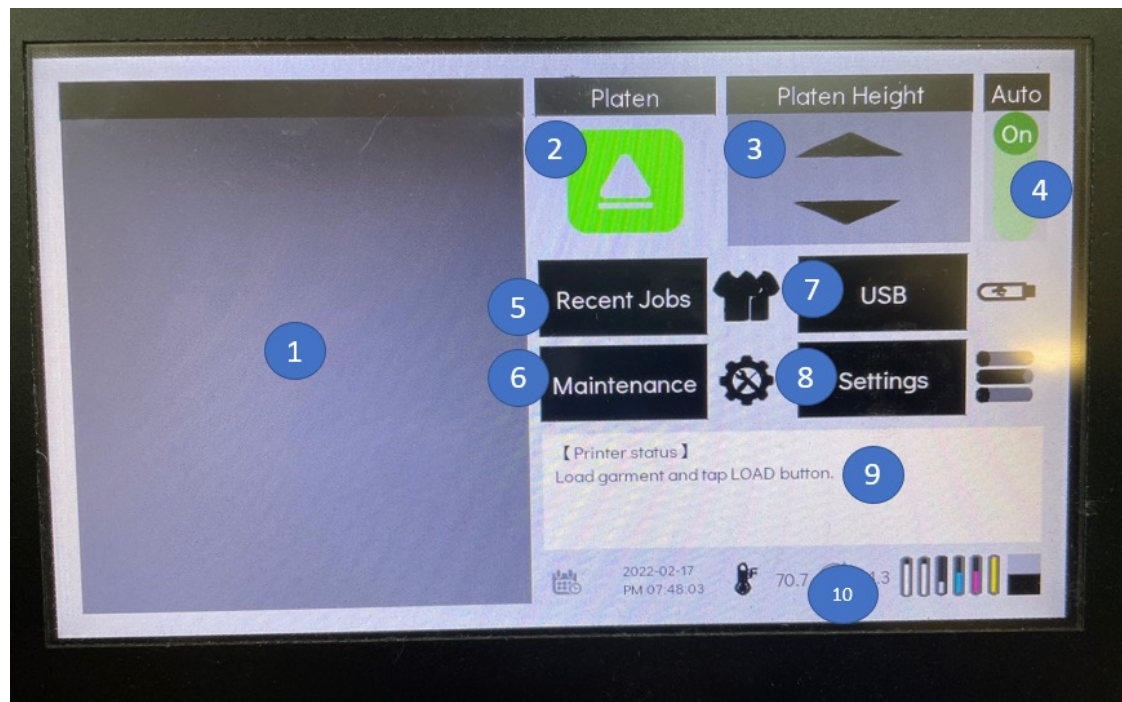 Platen
Platen Height
Auto
2
3
On
4
5
Recent Jobs
7
USB
1
6
Maintenance
8
Settings
【Printer status】
Load garment and tap LOAD button.
9
2022-02-17
PM 07:48:03
F
70.7
10